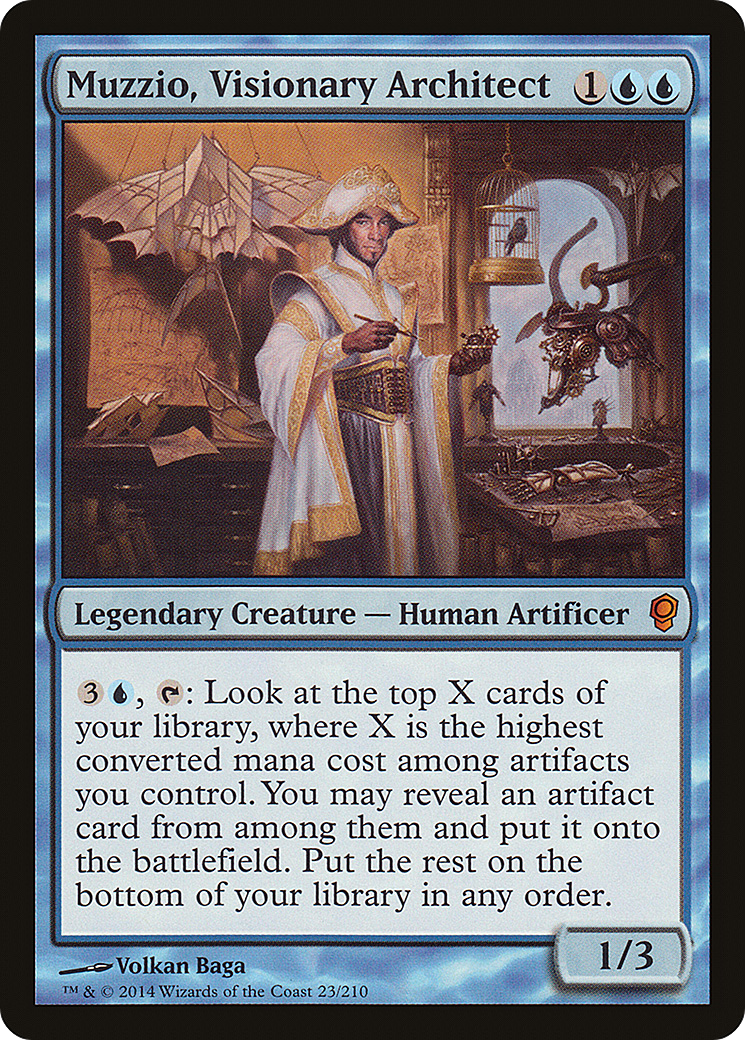 Muzzio, Visionary Architect 1
Legendary Creature — Human Artificer
3, : Look at the top X cards of
your library, where X is the highest
converted mana cost among artifacts
you control. You may reveal an artifact
card from among them and put it onto
the battlefield. Put the rest on the
bottom of your library in any order.
1/3
Volkan Baga
™ & © 2014 Wizards of the Coast 23/210